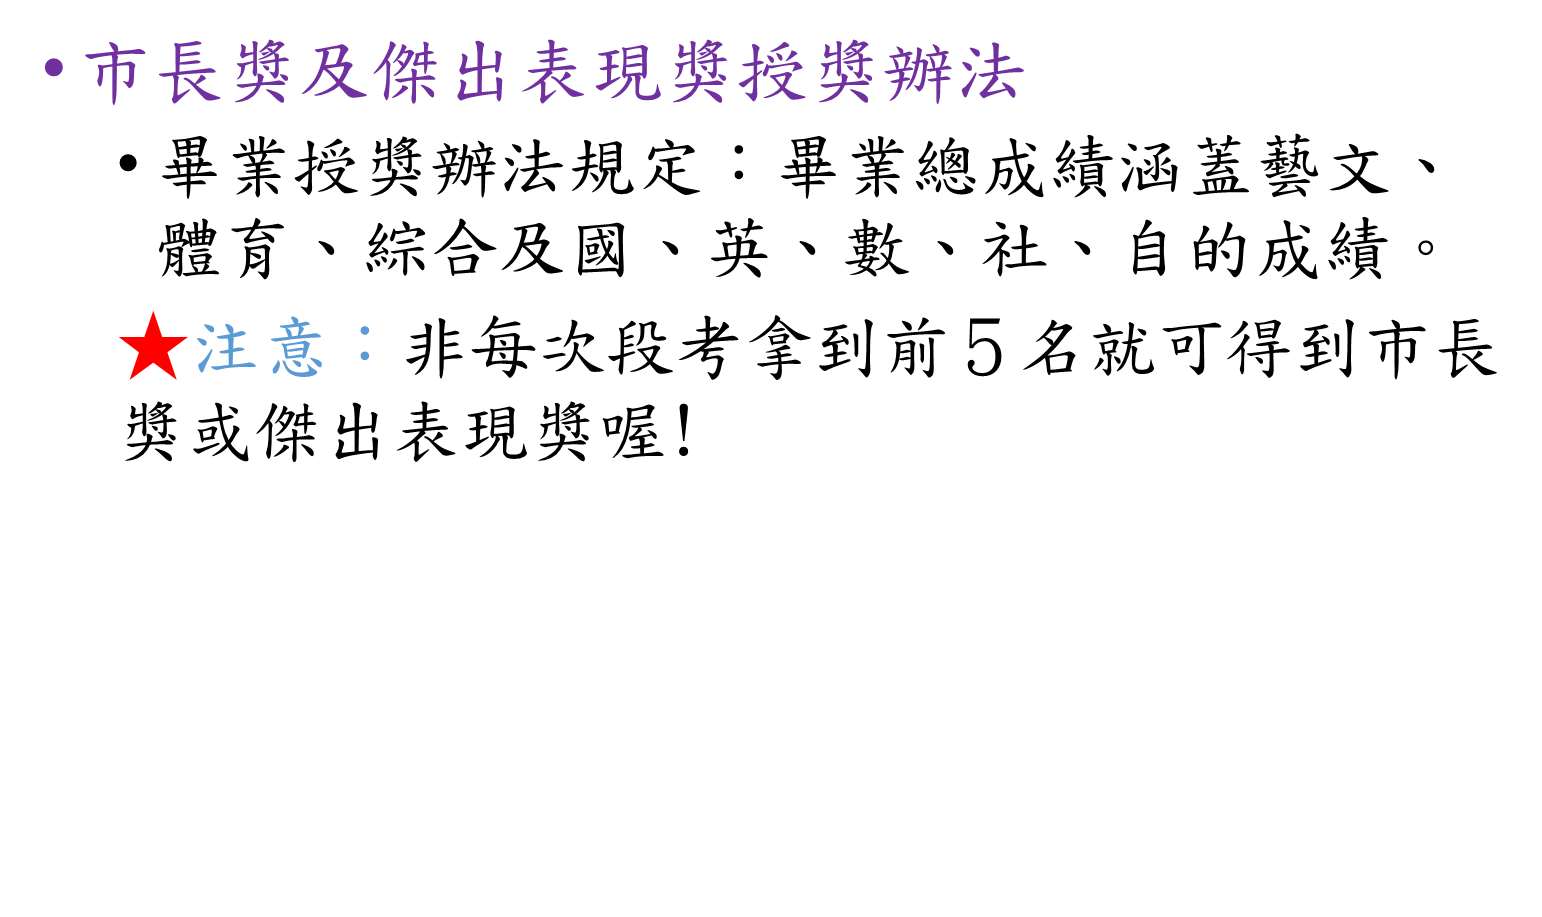 •市長獎及傑出表現獎授獎辦法
•畢業授獎辦法規定：畢業總成績涵蓋藝文、
體育、綜合及國、英、數、社、自的成績。
★注意：非每次段考拿到前5名就可得到市長
獎或傑出表現獎喔!